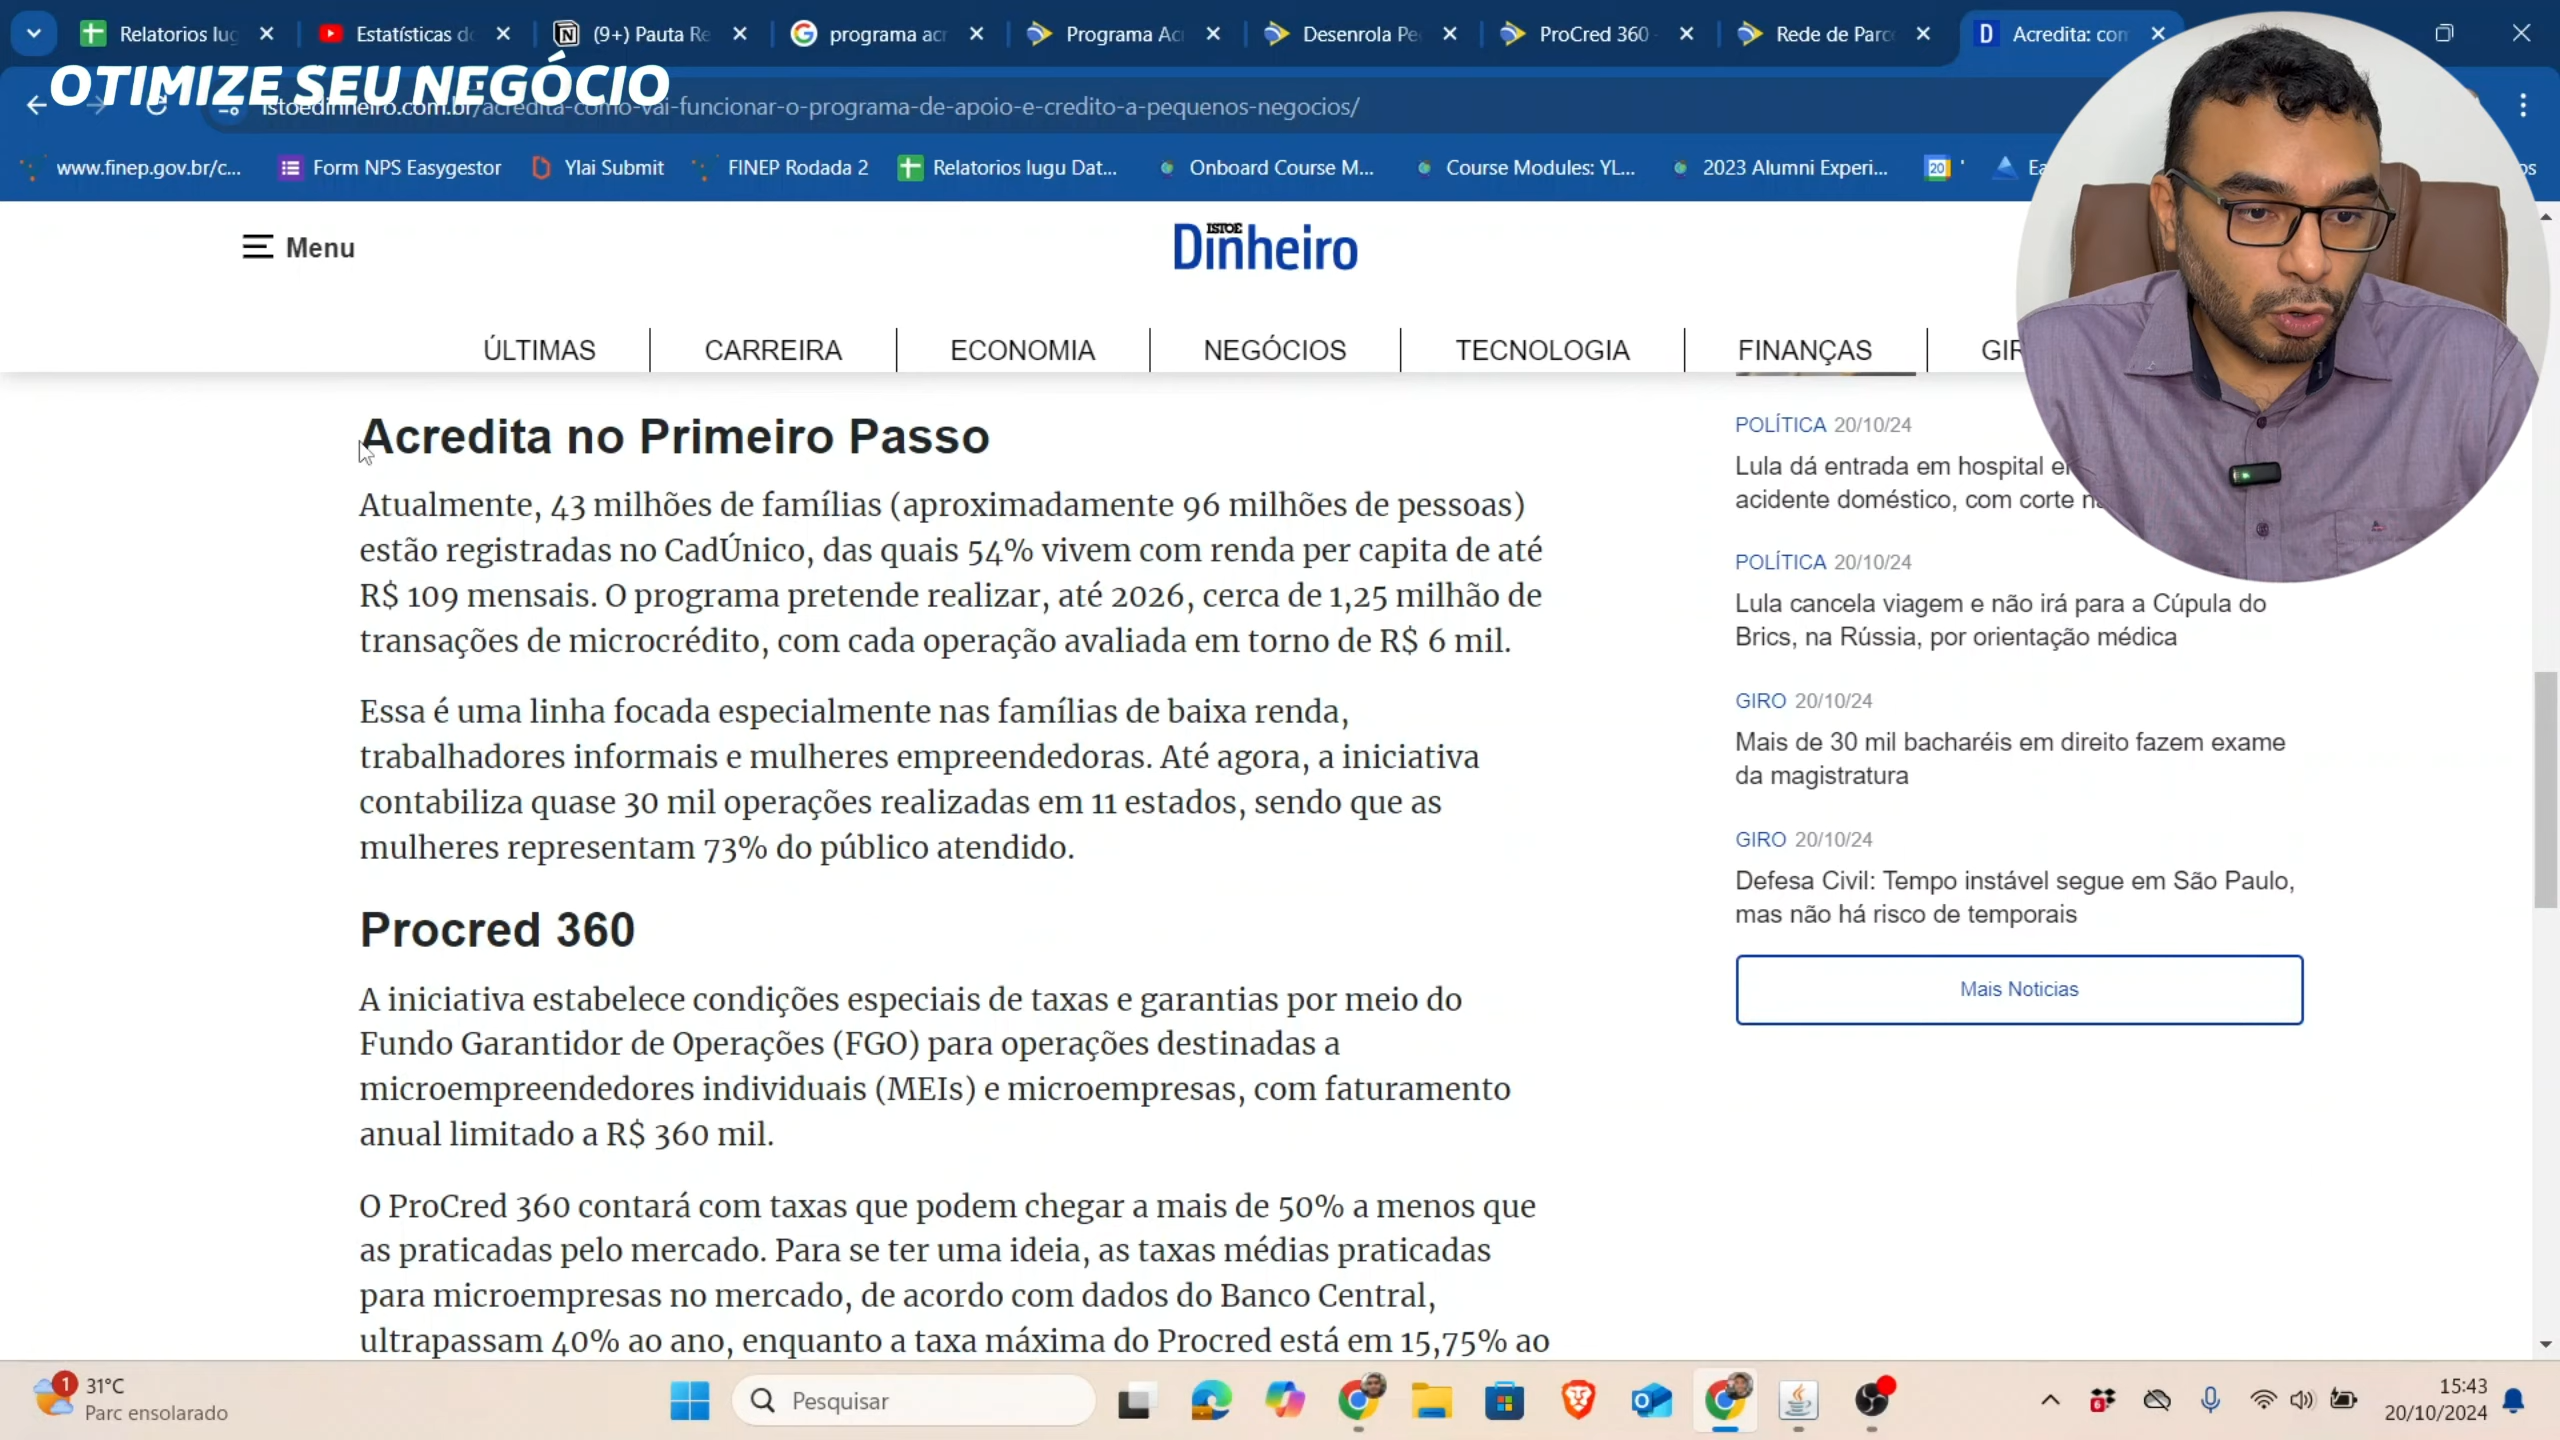 Relatorios Iug
Estatísticas d
(9+) Pauta Re
programa acr
Programa Ac
Desenrola Pe
ProCred 360
Rede de Parc
D Acredita: com
OTIMIZE SEU NEGÓCIO
istoedinheiro.com.br/acredita-como-vai-funcionar-o-programa-de-apoio-e-credito-a-pequenos-negocios/
www.finep.gov.br/c...
Form NPS Easygestor
Ylai Submit
FINEP Rodada 2
Relatorios Iugu Dat...
Onboard Course M...
Course Modules: YL...
2023 Alumni Experi...
20
Menu
ISTOÉ
Dinheiro
ÚLTIMAS
CARREIRA
ECONOMIA
NEGÓCIOS
TECNOLOGIA
FINANÇAS
GIR
Acredita no Primeiro Passo
Atualmente, 43 milhões de famílias (aproximadamente 96 milhões de pessoas)
estão registradas no CadÚnico, das quais 54% vivem com renda per capita de até
R$ 109 mensais. O programa pretende realizar, até 2026, cerca de 1,25 milhão de
transações de microcrédito, com cada operação avaliada em torno de R$ 6 mil.
Essa é uma linha focada especialmente nas famílias de baixa renda,
trabalhadores informais e mulheres empreendedoras. Até agora, a iniciativa
contabiliza quase 30 mil operações realizadas em 11 estados, sendo que as
mulheres representam 73% do público atendido.
Procred 360
A iniciativa estabelece condições especiais de taxas e garantias por meio do
Fundo Garantidor de Operações (FGO) para operações destinadas a
microempreendedores individuais (MEIs) e microempresas, com faturamento
anual limitado a R$ 360 mil.
O ProCred 360 contará com taxas que podem chegar a mais de 50% a menos que
as praticadas pelo mercado. Para se ter uma ideia, as taxas médias praticadas
para microempresas no mercado, de acordo com dados do Banco Central,
ultrapassam 40% ao ano, enquanto a taxa máxima do Procred está em 15,75% ao
POLÍTICA 20/10/24
Lula dá entrada em hospital
acidente doméstico, com corte
POLÍTICA 20/10/24
Lula cancela viagem e não irá para a Cúpula do
Brics, na Rússia, por orientação médica
GIRO 20/10/24
Mais de 30 mil bacharéis em direito fazem exame
da magistratura
GIRO 20/10/24
Defesa Civil: Tempo instável segue em São Paulo,
mas não há risco de temporais
Mais Noticias
1
31°C
Parc ensolarado
Pesquisar
6
15:43
20/10/2024